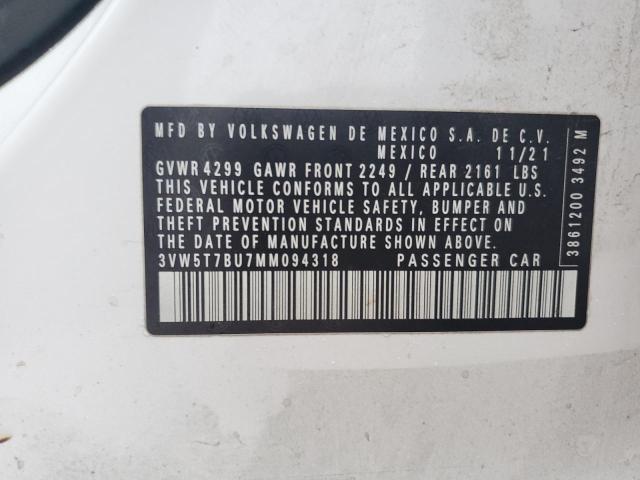 MFD BY VOLKSWAGEN DE MEXICO S.A. DE C.V.
MEXICO 11/21
GVWR 4299 GAWR FRONT 2249 / REAR 2161 LBS
THIS VEHICLE CONFORMS TO ALL APPLICABLE U.S.
FEDERAL MOTOR VEHICLE SAFETY, BUMPER AND
THEFT PREVENTION STANDARDS IN EFFECT ON
THE DATE OF MANUFACTURE SHOWN ABOVE.
3VW5T7BU7MM094318 PASSENGER CAR
3861200 3492 M